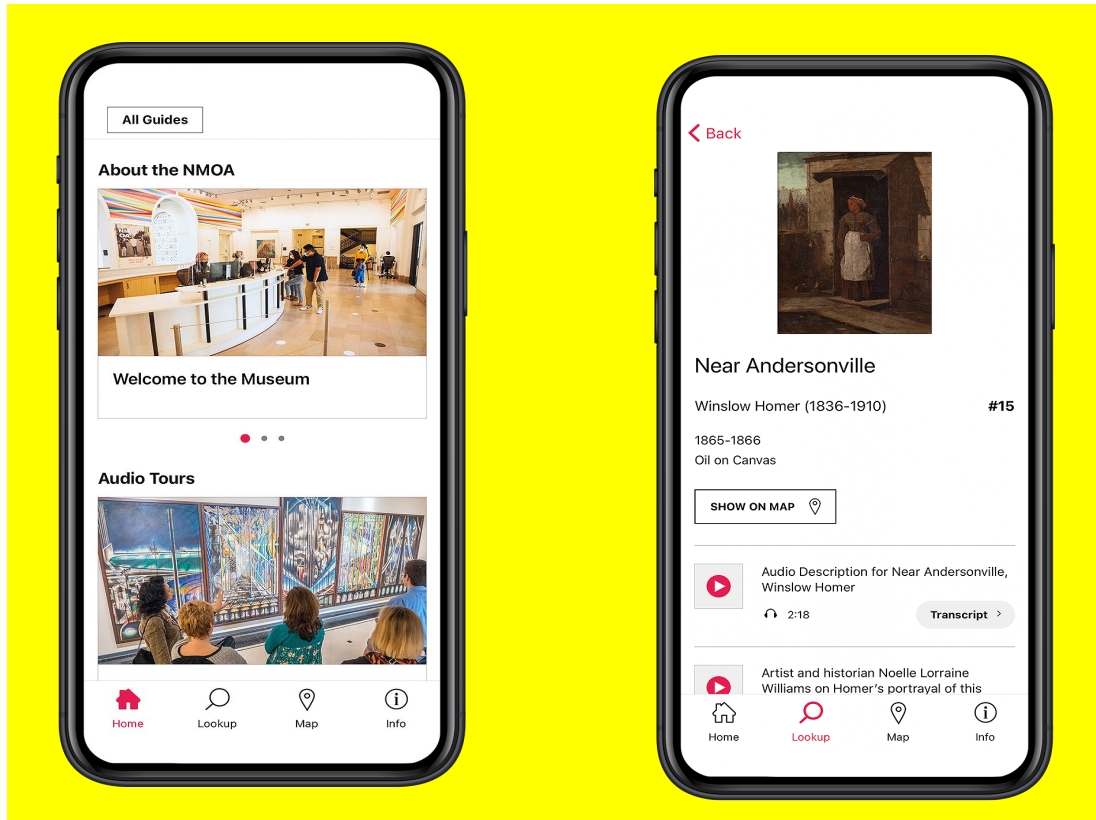 All Guides
About the NMOA
Welcome to the Museum
Audio Tours
Home
Lookup
Map
Info
Back
Near Andersonville
Winslow Homer (1836-1910)
#15
1865-1866
Oil on Canvas
SHOW ON MAP
Audio Description for Near Andersonville,
Winslow Homer
2:18
Transcript
Artist and historian Noelle Lorraine
Williams on Homer's portrayal of this
Home
Lookup
Map
Info